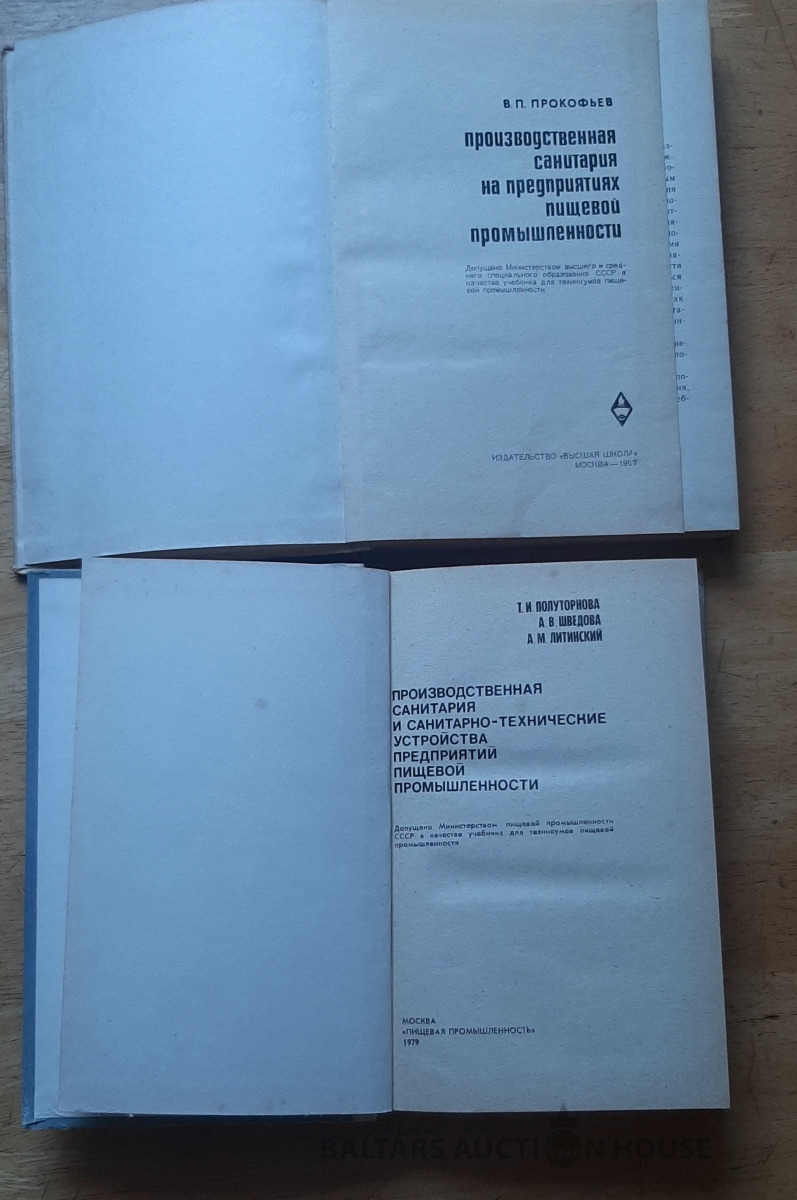 В. П. ПРОКОФЬЕВ
производственная
санитария
на предприятиях
пищевой
промышленности
Допущено Министерством высшего и сред-
него специального образования СССР в
качестве учебника для техникумов пище-
вой промышленности
ИЗДАТЕЛЬСТВО «ВЫСШАЯ ШКОЛА»
МОСКВА—1967
Т. И. ПОЛУТОРНОВА
А. В. ШВЕДОВА
А. М. ЛИТИНСКИЙ
ПРОИЗВОДСТВЕННАЯ
САНИТАРИЯ
И САНИТАРНО-ТЕХНИЧЕСКИЕ
УСТРОЙСТВА
ПРЕДПРИЯТИЙ
ПИЩЕВОЙ
ПРОМЫШЛЕННОСТИ
Допущено Министерством пищевой промышленности
СССР в качестве учебника для техникумов пищевой
промышленности
МОСКВА
«ПИЩЕВАЯ ПРОМЫШЛЕННОСТЬ»
1979
BALTARS AUCTION HOUSE